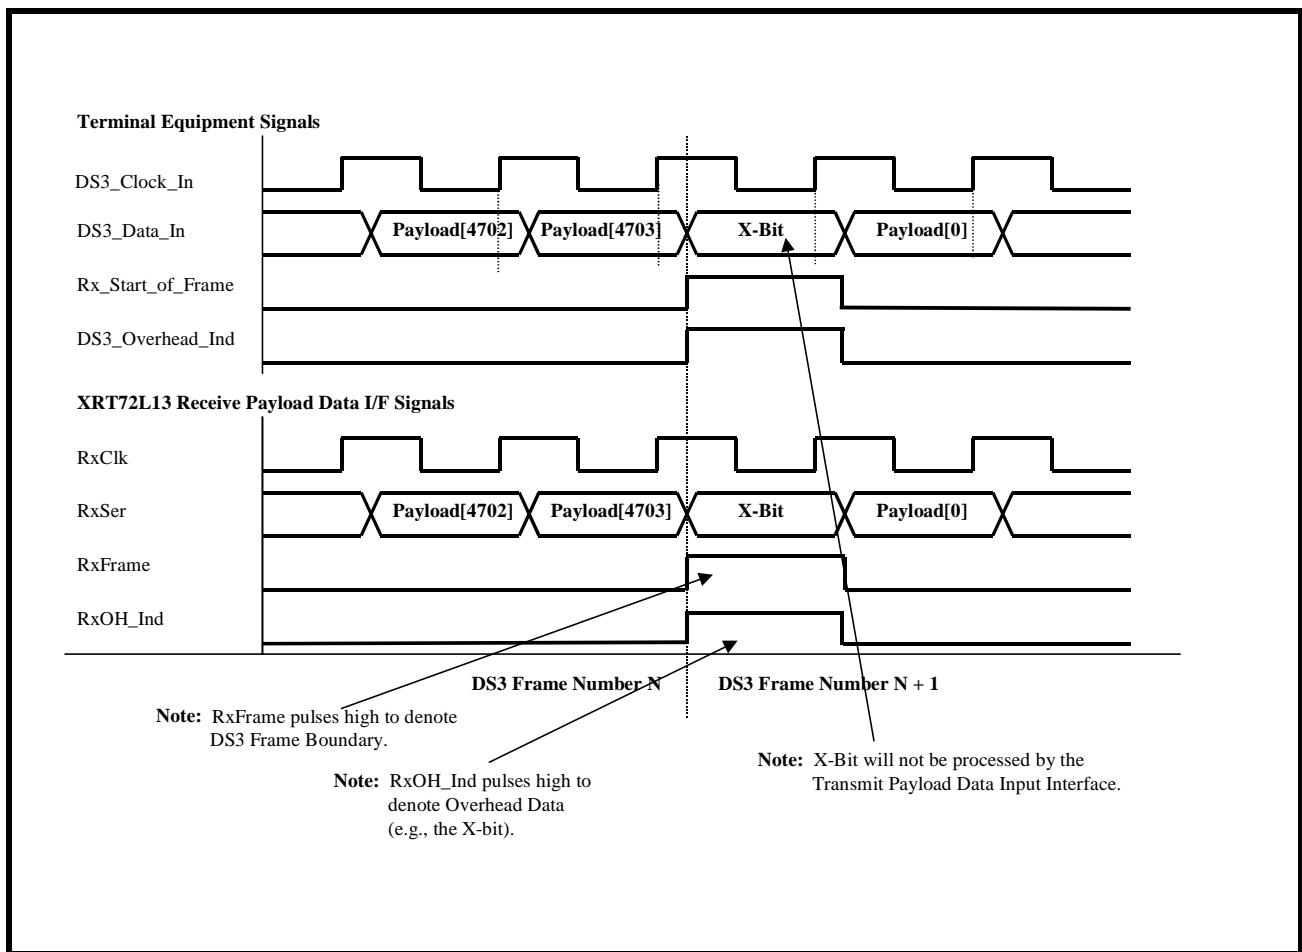 Terminal Equipment Signals
DS3_Clock_In
DS3_Data_In
Payload[4702] Payload[4703] X-Bit Payload[0]
Rx_Start_of_Frame
DS3_Overhead_Ind
XRT72L13 Receive Payload Data I/F Signals
RxClk
RxSer
Payload[4702] Payload[4703] X-Bit Payload[0]
RxFrame
RxOH_Ind
DS3 Frame Number N DS3 Frame Number N + 1
Note: RxFrame pulses high to denote
DS3 Frame Boundary.
Note: RxOH_Ind pulses high to
denote Overhead Data
(e.g., the X-bit).
Note: X-Bit will not be processed by the
Transmit Payload Data Input Interface.